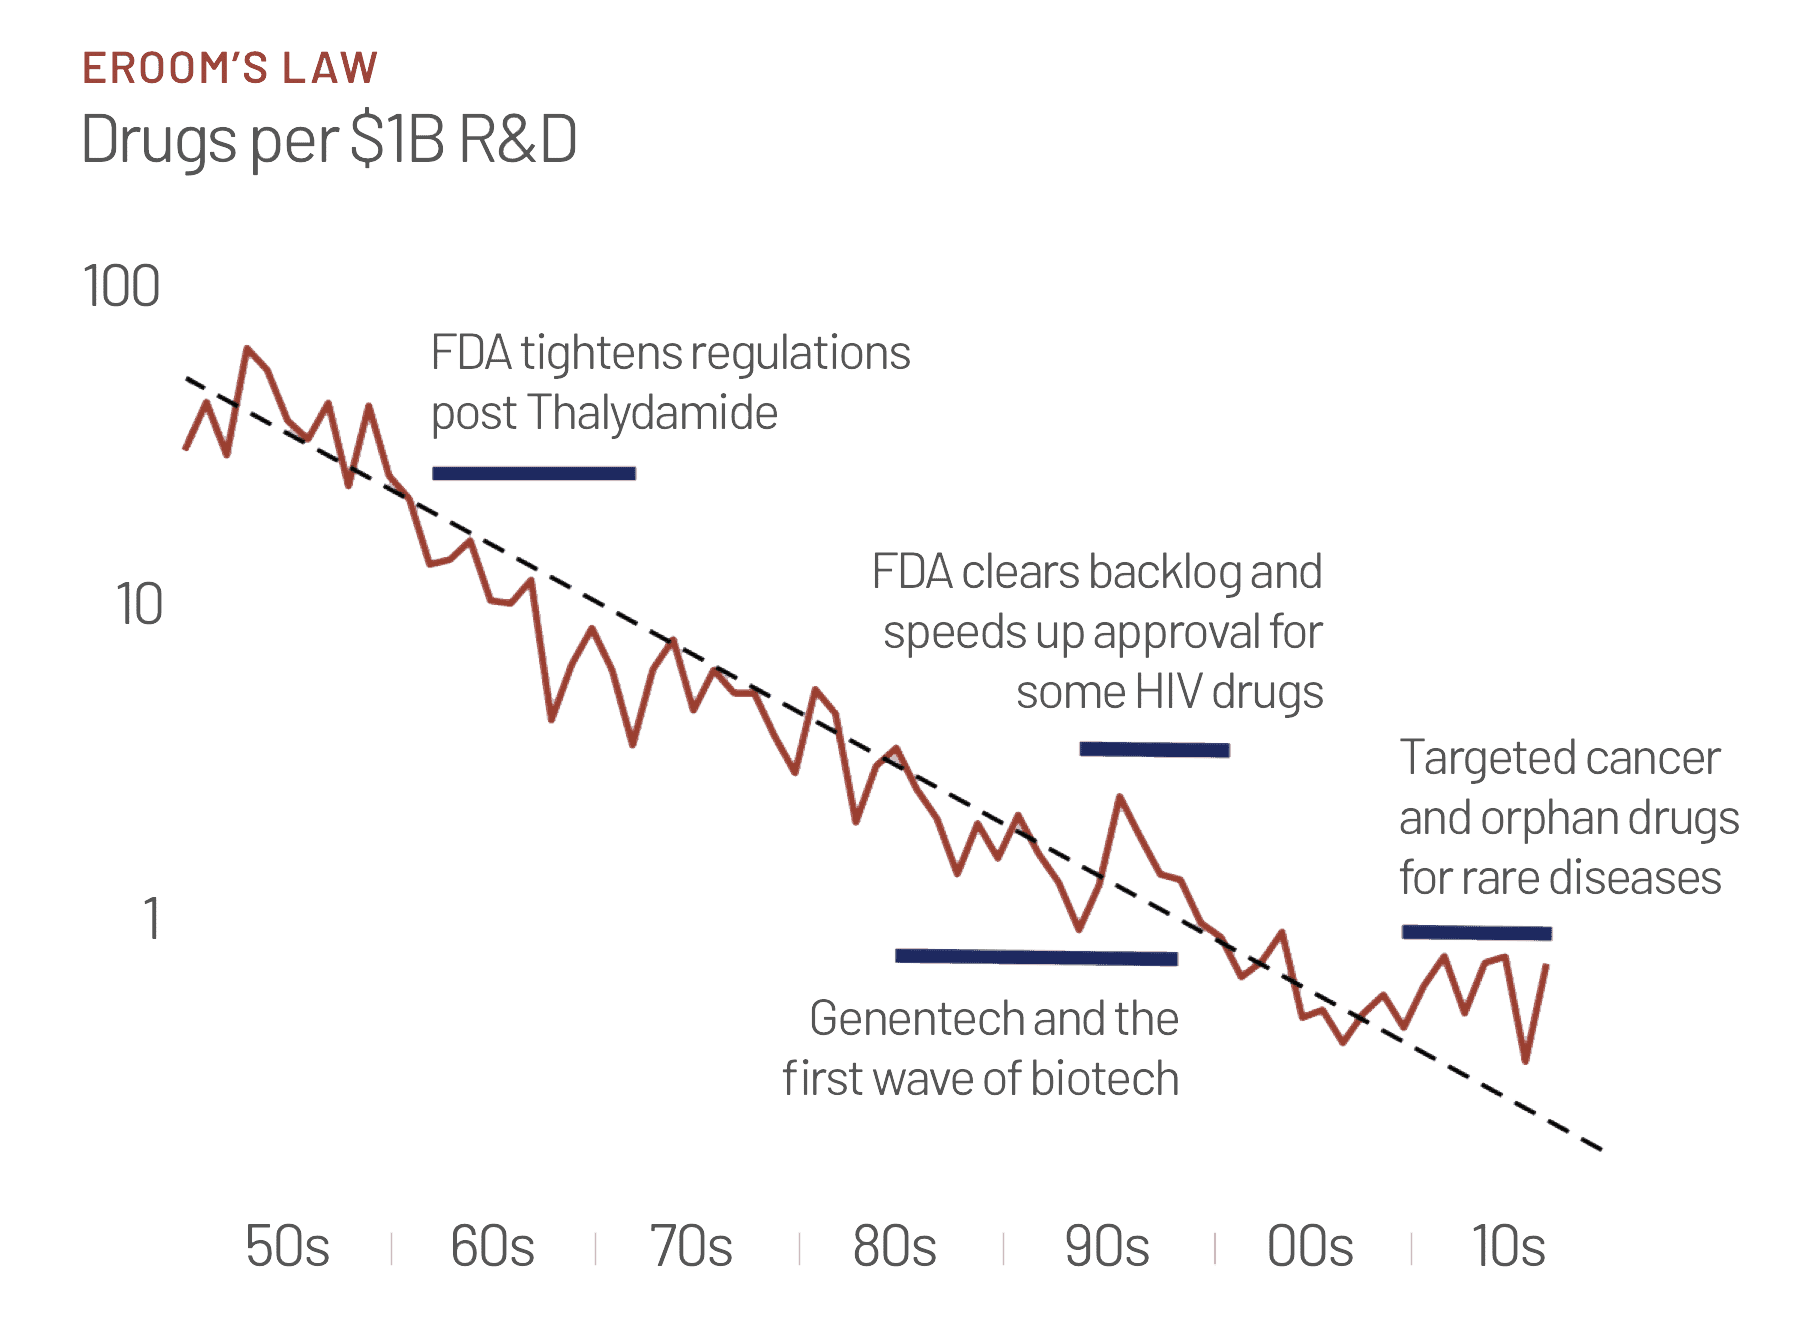 EROOM’S LAW
Drugs per $1B R&D
100
10
1
FDA tightens regulations
post Thalydamide
FDA clears backlog and
speeds up approval for
some HIV drugs
Targeted cancer
and orphan drugs
for rare diseases
Genentech and the
first wave of biotech
50s 60s 70s 80s 90s 00s 10s